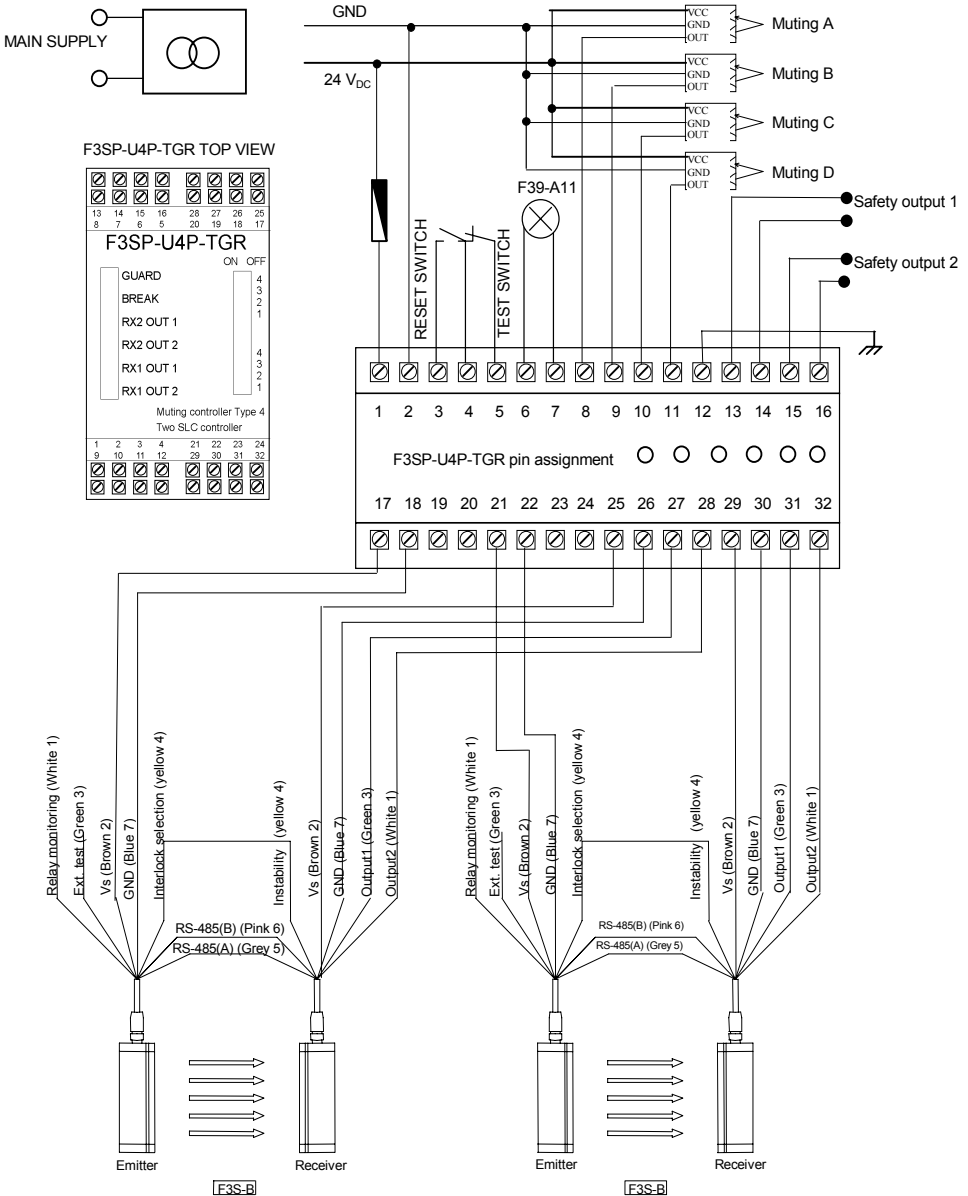 GND
MAIN SUPPLY
24 VDC
VCC
GND
OUT
Muting A
VCC
GND
OUT
Muting B
VCC
GND
OUT
Muting C
VCC
GND
OUT
Muting D
F3SP-U4P-TGR TOP VIEW
13 14 15 16 28 27 26 25
8 7 6 5 20 19 18 17
F3SP-U4P-TGR
ON OFF
GUARD
BREAK
RX2 OUT 1
RX2 OUT 2
RX1 OUT 1
RX1 OUT 2
4
3
2
1
4
3
2
1
Muting controller Type 4
Two SLC controller
1 2 3 4 21 22 23 24
9 10 11 12 29 30 31 32
RESET SWITCH
TEST SWITCH
F39-A11
Safety output 1
Safety output 2
1 2 3 4 5 6 7 8 9 10 11 12 13 14 15 16
F3SP-U4P-TGR pin assignment
17 18 19 20 21 22 23 24 25 26 27 28 29 30 31 32
Relay monitoring (White 1)
Ext. test (Green 3)
Vs (Brown 2)
GND (Blue 7)
Interlock selection (yellow 4)
Instability (yellow 4)
Vs (Brown 2)
GND (Blue 7)
Output1 (Green 3)
Output2 (White 1)
RS-485(B) (Pink 6)
RS-485(A) (Grey 5)
Relay monitoring (White 1)
Ext. test (Green 3)
Vs (Brown 2)
GND (Blue 7)
Interlock selection (yellow 4)
Instability (yellow 4)
Vs (Brown 2)
GND (Blue 7)
Output1 (Green 3)
Output2 (White 1)
RS-485(B) (Pink 6)
RS-485(A) (Grey 5)
Emitter
Receiver
F3S-B
Emitter
Receiver
F3S-B